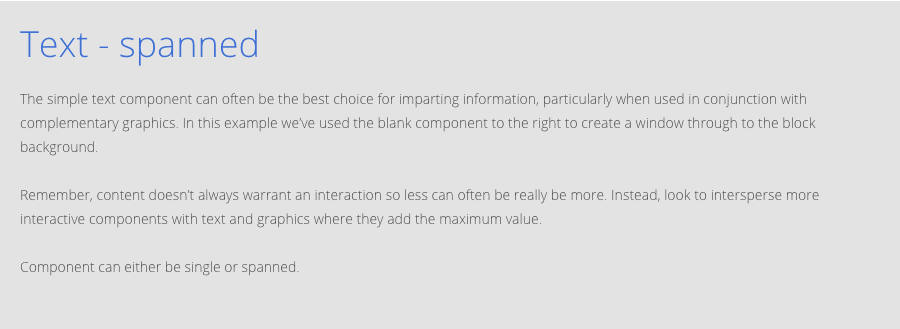 Text - spanned
The simple text component can often be the best choice for imparting information, particularly when used in conjunction with
complementary graphics. In this example we've used the blank component to the right to create a window through to the block
background.
Remember, content doesn't always warrant an interaction so less can often be really be more. Instead, look to intersperse more
interactive components with text and graphics where they add the maximum value.
Component can either be single or spanned.